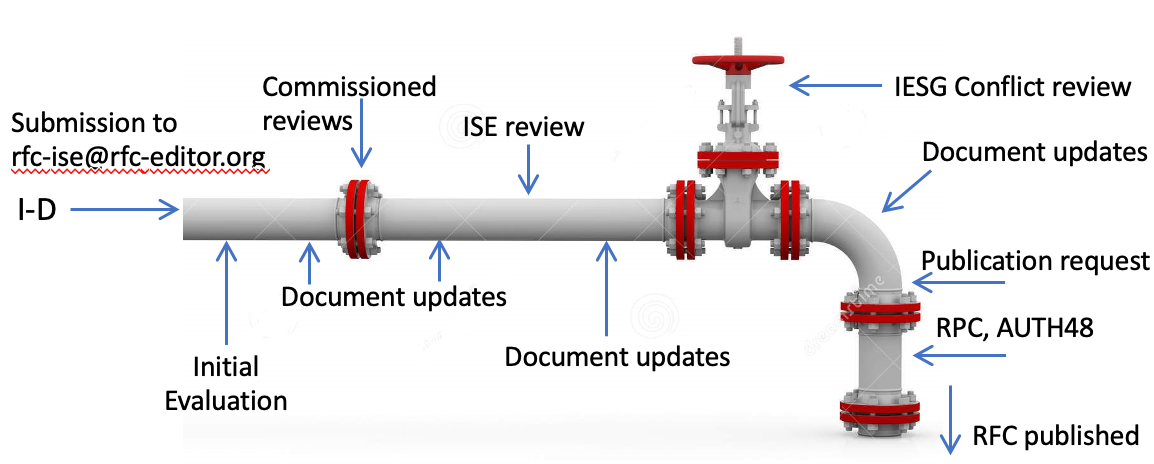 Submission to
rfc-ise@rfc-editor.org
I-D
Commissioned
reviews
ISE review
IESG Conflict review
Document updates
Publication request
RPC, AUTH48
RFC published
Document updates
Document updates
Initial
Evaluation